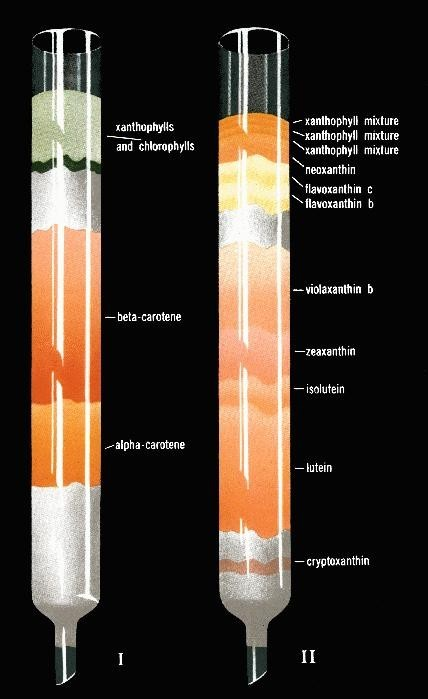 xanthophylls
and chlorophylls
beta-carotene
alpha-carotene
I
xanthophyll mixture
xanthophyll mixture
xanthophyll mixture
neoxanthin
flavoxanthin c
flavoxanthin b
violaxanthin b
zeaxanthin
isolutein
lutein
cryptoxanthin
II